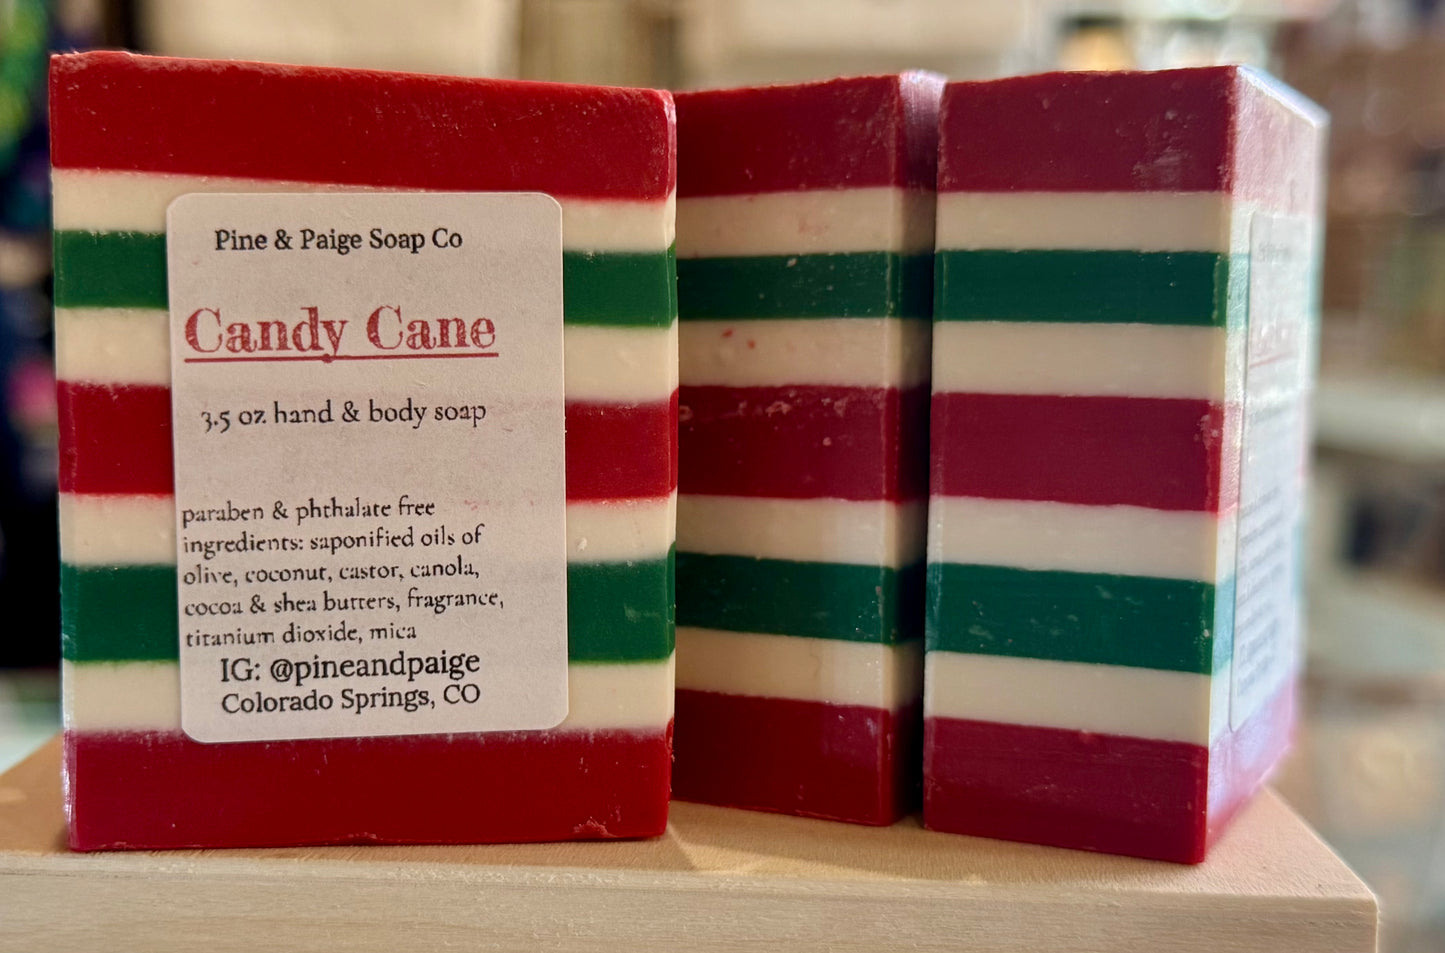 Pine & Paige Soap Co
Candy Cane
3.5 oz hand & body soap
paraben & phthalate free
ingredients: saponified oils of
olive, coconut, castor, canola,
cocoa & shea butters, fragrance,
titanium dioxide, mica
IG: @pineandpaige
Colorado Springs, CO